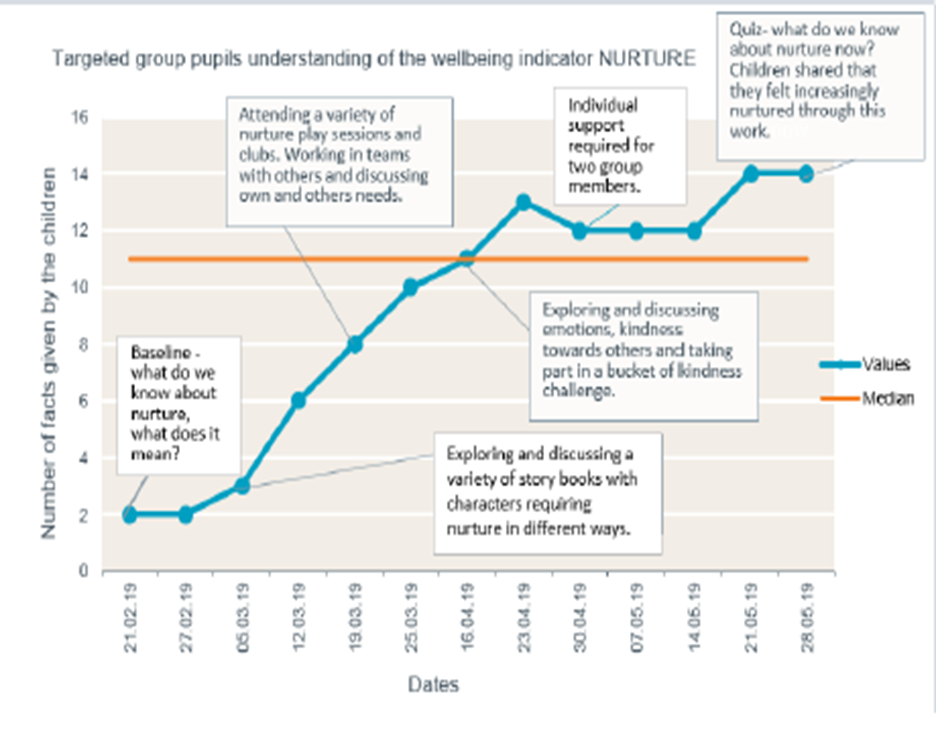 Targeted group pupils understanding of the wellbeing indicator NURTURE
Quiz- what do we know
about nurture now?
Children shared that
they felt increasingly
nurtured through this
work.
Attending a variety of
nurture play sessions and
clubs. Working in teams
with others and discussing
own and others needs.
Individual
support
required for
two group
members.
Exploring and discussing
emotions, kindness
towards others and taking
part in a bucket of kindness
challenge.
Baseline -
what do we
know about
nurture,
what does it
mean?
Exploring and discussing a
variety of story books with
characters requiring
nurture in different ways.
Number of facts given by the children
16
14
12
10
8
6
4
2
0
Values
Median
21.02.19
27.02.19
05.03.19
12.03.19
19.03.19
25.03.19
16.04.19
23.04.19
30.04.19
07.05.19
14.05.19
21.05.19
28.05.19
Dates